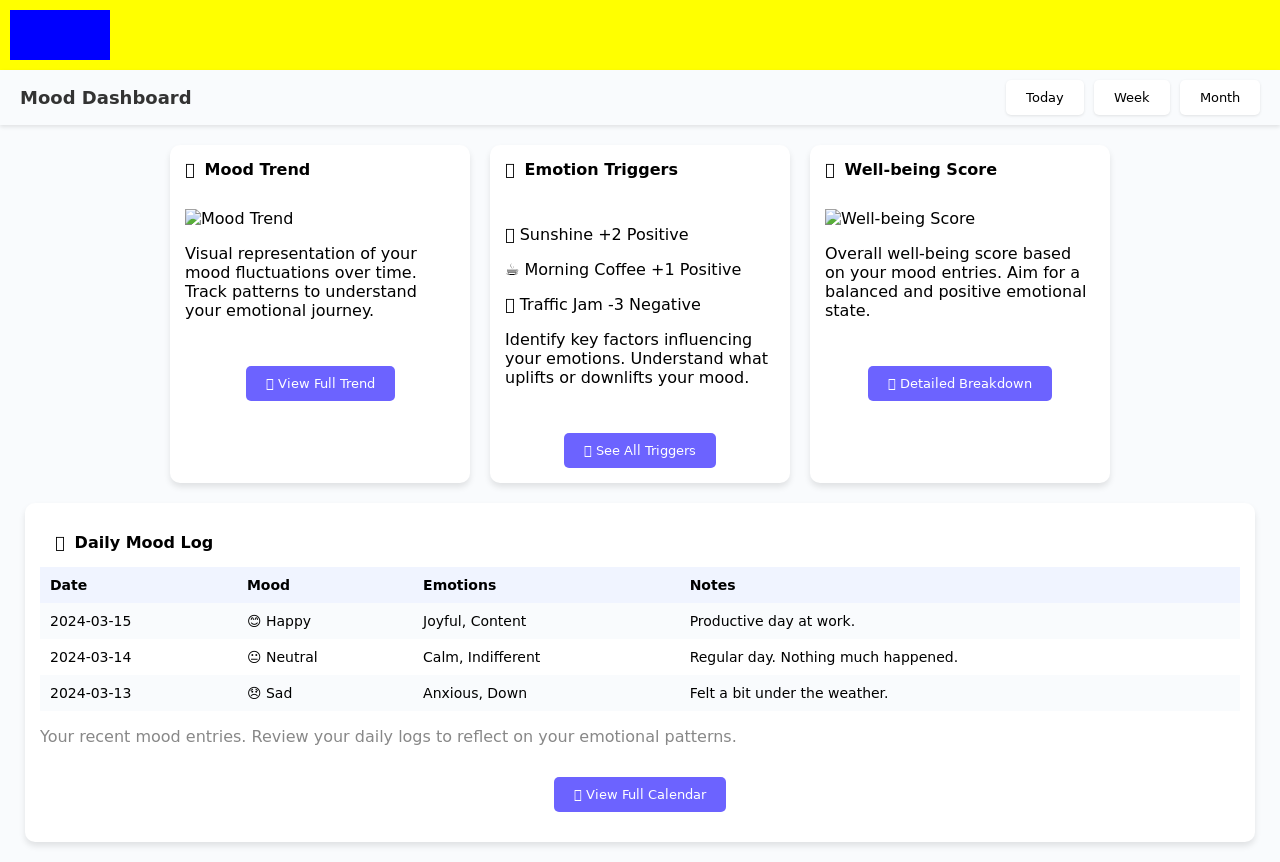 Mood Dashboard
Today
Week
Month
Mood Trend
Mood Trend
Visual representation of your
mood fluctuations over time.
Track patterns to understand
your emotional journey.
View Full Trend
Emotion Triggers
Sunshine +2 Positive
☕ Morning Coffee +1 Positive
Traffic Jam -3 Negative
Identify key factors influencing
your emotions. Understand what
uplifts or downlifts your mood.
See All Triggers
Well-being Score
Well-being Score
Overall well-being score based
on your mood entries. Aim for a
balanced and positive emotional
state.
Detailed Breakdown
Daily Mood Log
Date Mood Emotions Notes
2024-03-15 😊 Happy Joyful, Content Productive day at work.
2024-03-14 😐 Neutral Calm, Indifferent Regular day. Nothing much happened.
2024-03-13 😞 Sad Anxious, Down Felt a bit under the weather.
Your recent mood entries. Review your daily logs to reflect on your emotional patterns.
View Full Calendar